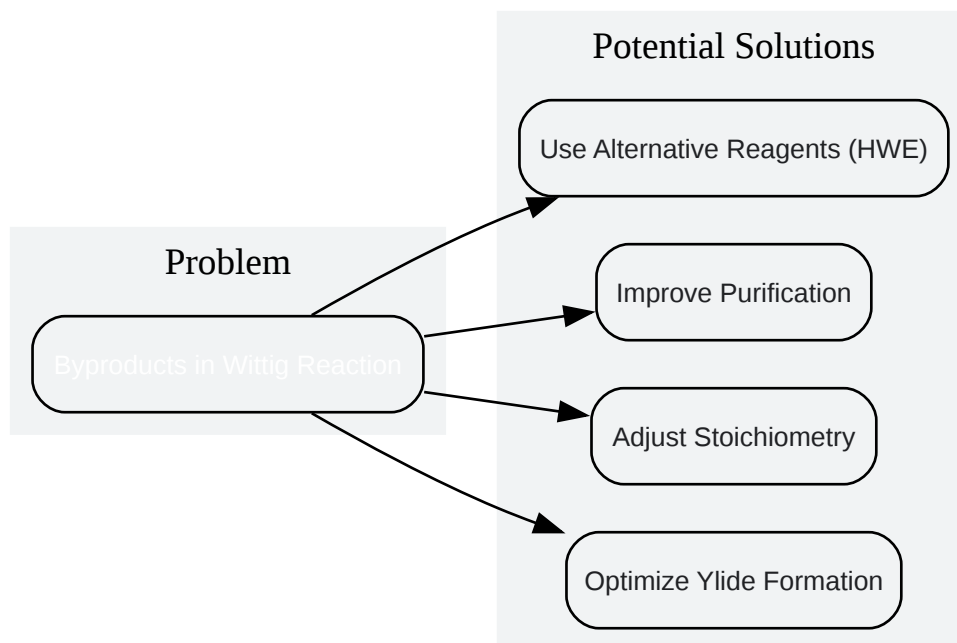 Problem
Byproducts in Wittig Reaction
Potential Solutions
Use Alternative Reagents (HWE)
Improve Purification
Adjust Stoichiometry
Optimize Ylide Formation